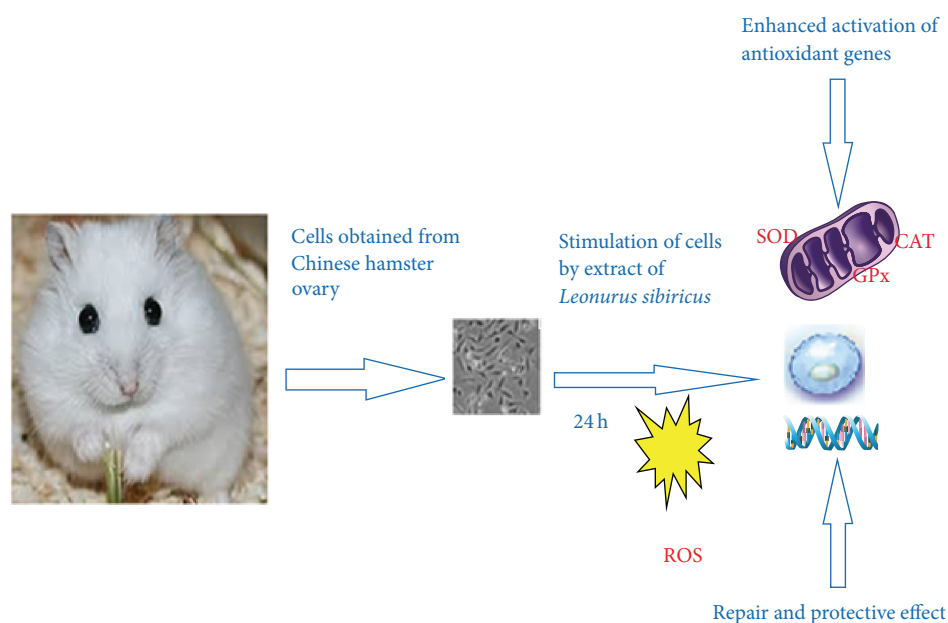 Enhanced activation of
antioxidant genes
SOD
CAT
GPx
Cells obtained from
Chinese hamster
ovary
Stimulation of cells
by extract of
Leonurus sibiricus
24 h
ROS
Repair and protective effect